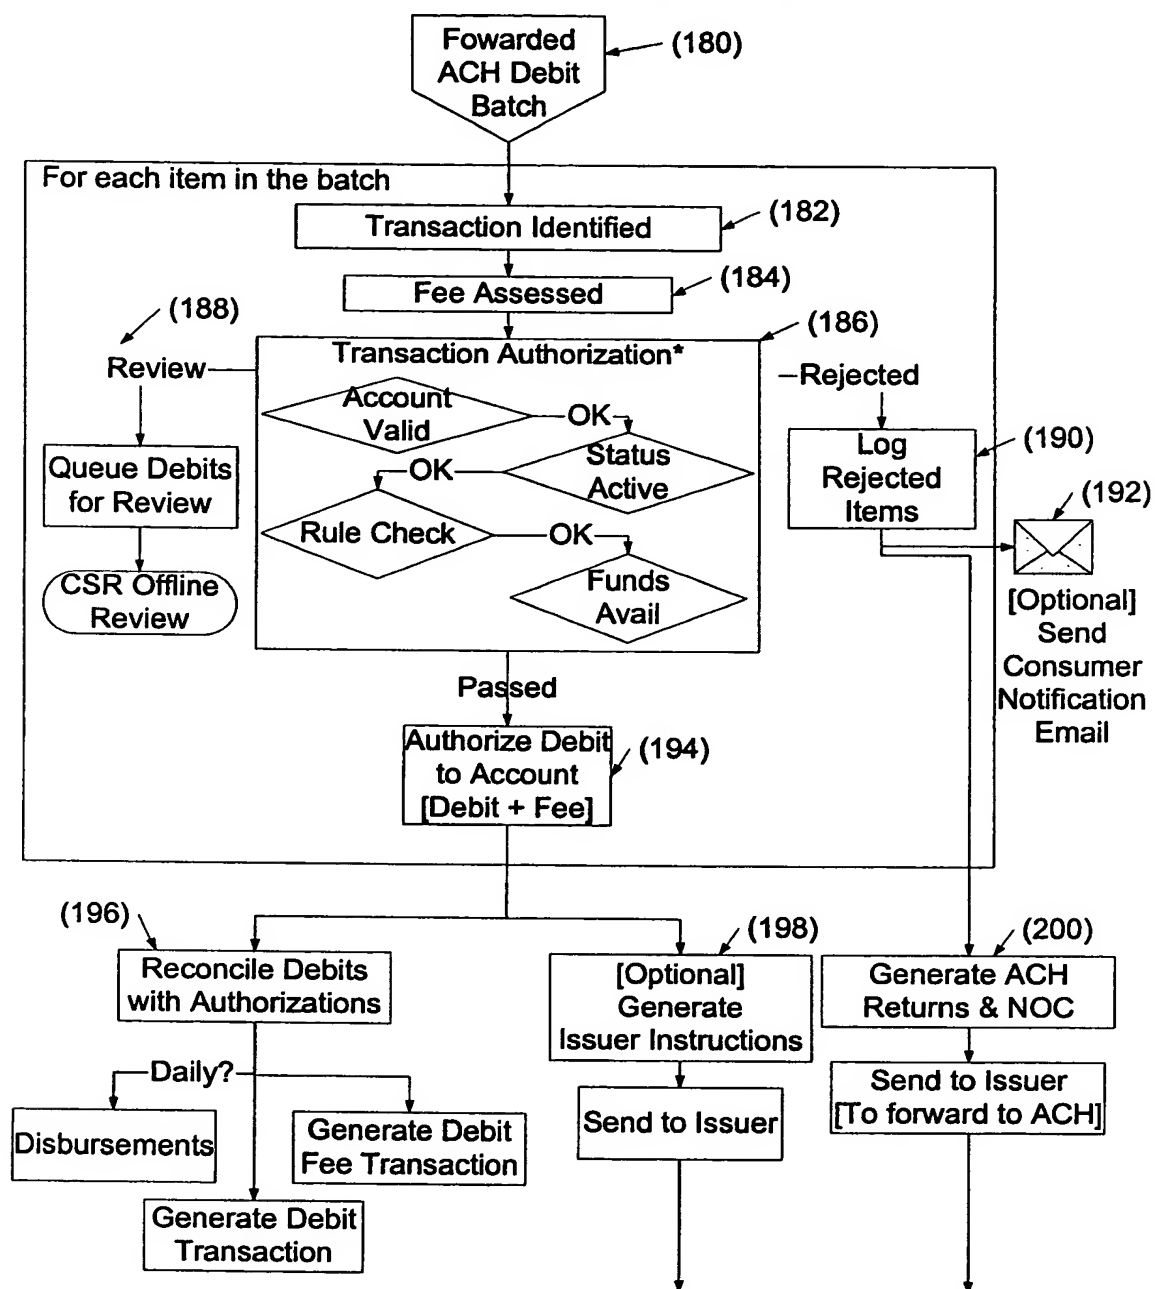 Fowarded
ACH Debit
Batch
(180)
For each item in the batch
Transaction Identified
(182)
Fee Assessed
(184)
(188)
(186)
Review
Transaction Authorization*
Rejected
Account
Valid
OK
Status
Active
OK
Rule Check
OK
Funds
Avail
Queue Debits
for Review
CSR Offline
Review
Log
Rejected
Items
(190)
(192)
[Optional]
Send
Consumer
Notification
Email
Passed
Authorize Debit
to Account
[Debit + Fee]
(194)
(196)
Reconcile Debits
with Authorizations
(198)
[Optional]
Generate
Issuer Instructions
(200)
Generate ACH
Returns & NOC
Daily?
Disbursements
Generate Debit
Fee Transaction
Generate Debit
Transaction
Send to Issuer
Send to Issuer
[To forward to ACH]